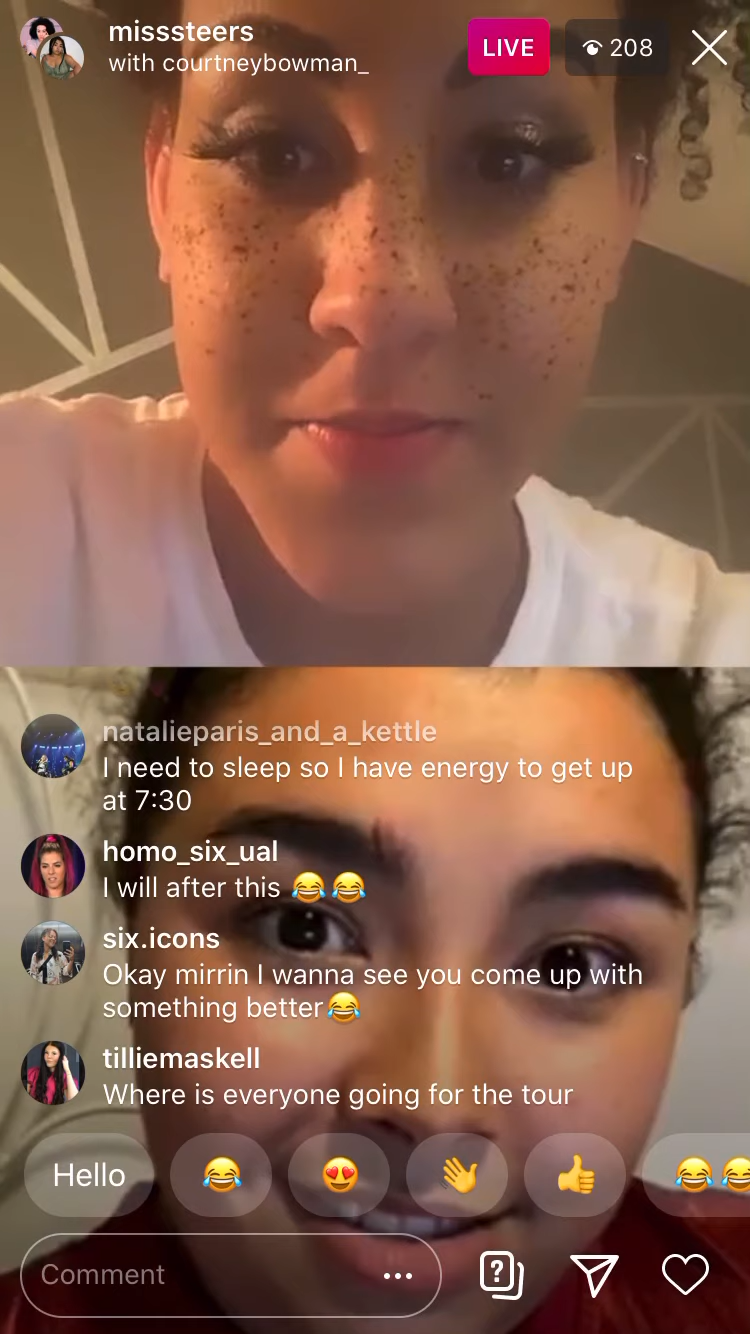 misssteers
with courtneybowman_
LIVE
208
natalieparis_and_a_kettle
I need to sleep so I have energy to get up
at 7:30
homo_six_ual
I will after this 😂😂
six.icons
Okay mirrin I wanna see you come up with
something better😂
tilliemaskell
Where is everyone going for the tour
Hello
😂
😍
👋
👍
😂😂
Comment